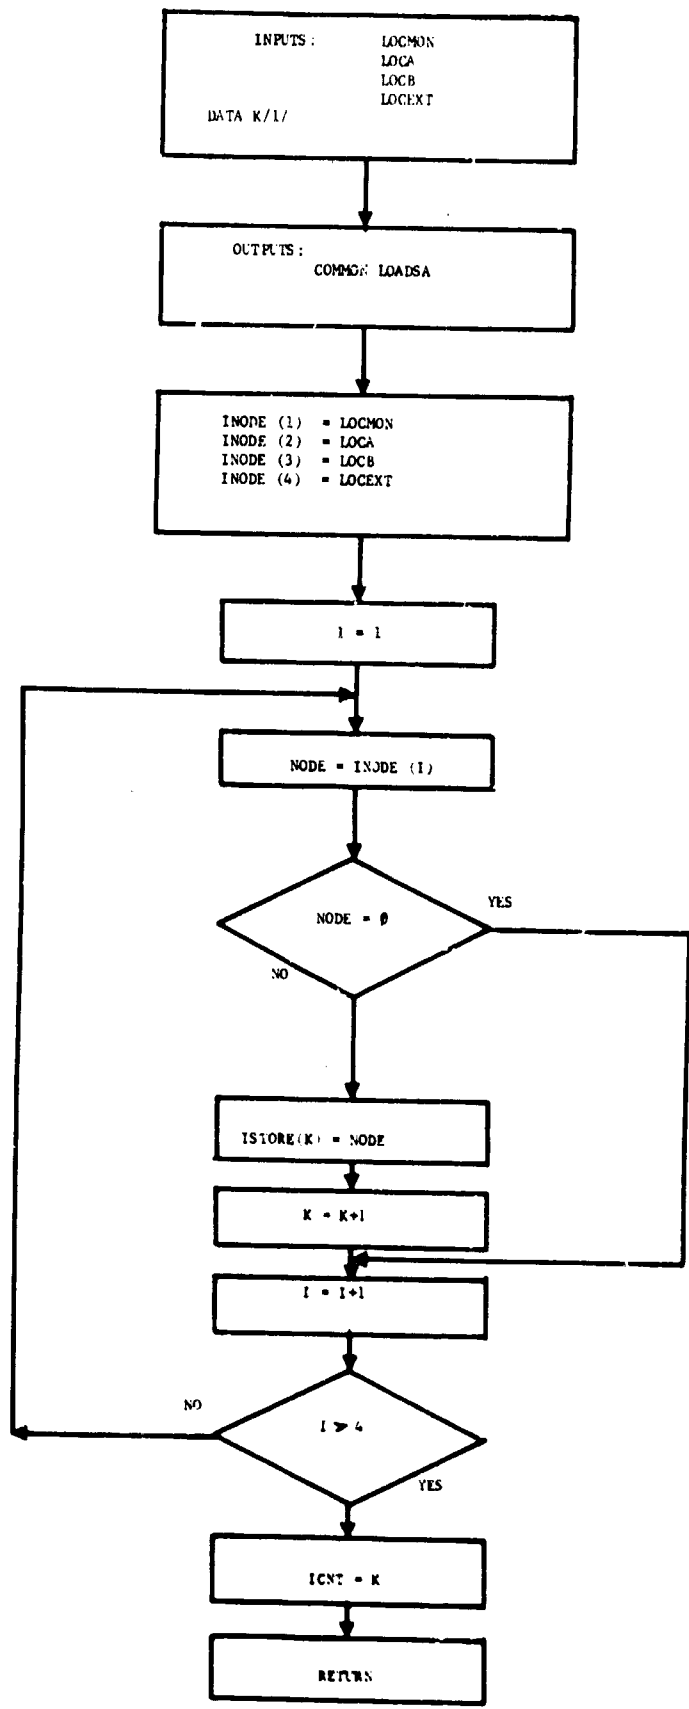 INPUTS: LOCMON
LOCA
LOCB
LOCEXT
DATA K/1/
OUTPUTS:
COMMON LOADSA
INODE (1) = LOCMON
INODE (2) = LOCA
INODE (3) = LOCB
INODE (4) = LOCEXT
I = 1
NODE = INODE (I)
NODE = Ø
YES
NO
ISTORE(K) = NODE
K = K+1
I = I+1
NO
I > 4
YES
ICNT = K
RETURN